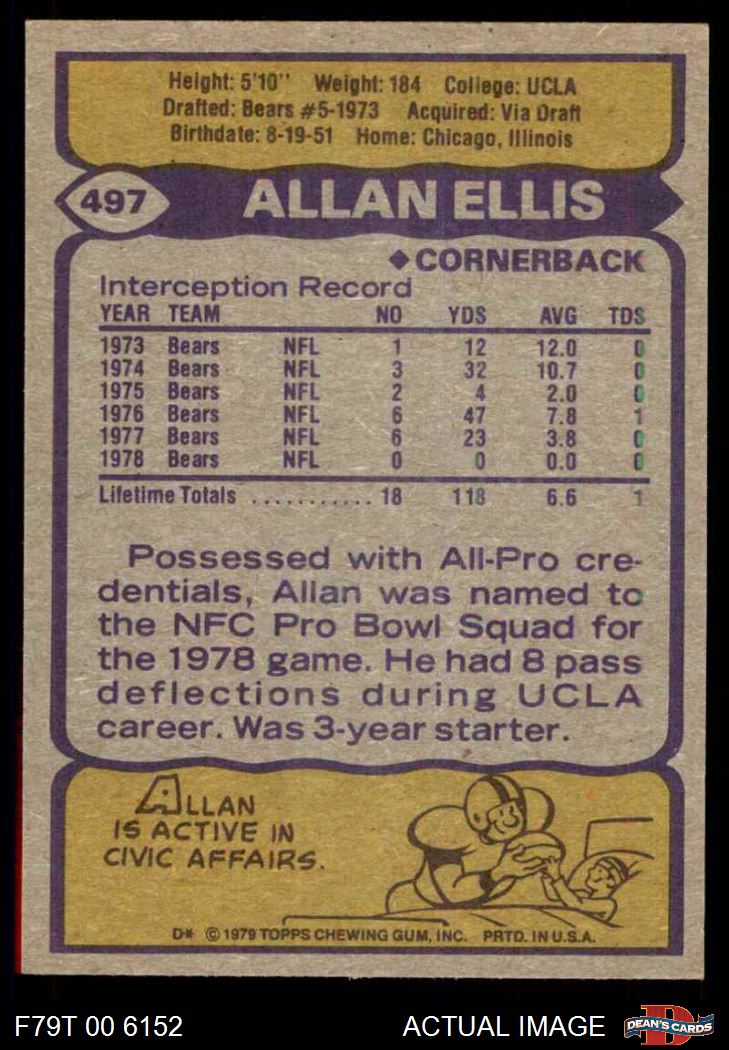 Height: 5'10" Weight: 184 College: UCLA
Drafted: Bears #5-1973 Acquired: Via Draft
Birthdate: 8-19-51 Home: Chicago, Illinois
497 ALLAN ELLIS
◆CORNERBACK
Interception Record
YEAR TEAM NO YDS AVG TDS
1973 Bears NFL 1 12 12.0 0
1974 Bears NFL 3 32 10.7 0
1975 Bears NFL 2 4 2.0 0
1976 Bears NFL 6 47 7.8 1
1977 Bears NFL 6 23 3.8 0
1978 Bears NFL 0 0 0.0 0
Lifetime Totals ........... 18 118 6.6 1
Possessed with All-Pro cre-
dentials, Allan was named to
the NFC Pro Bowl Squad for
the 1978 game. He had 8 pass
deflections during UCLA
career. Was 3-year starter.
ALLAN
IS ACTIVE IN
CIVIC AFFAIRS.
D* © 1979 TOPPS CHEWING GUM, INC. PRTD. IN U.S.A.
F79T 00 6152 ACTUAL IMAGE D DEAN'S CARDS